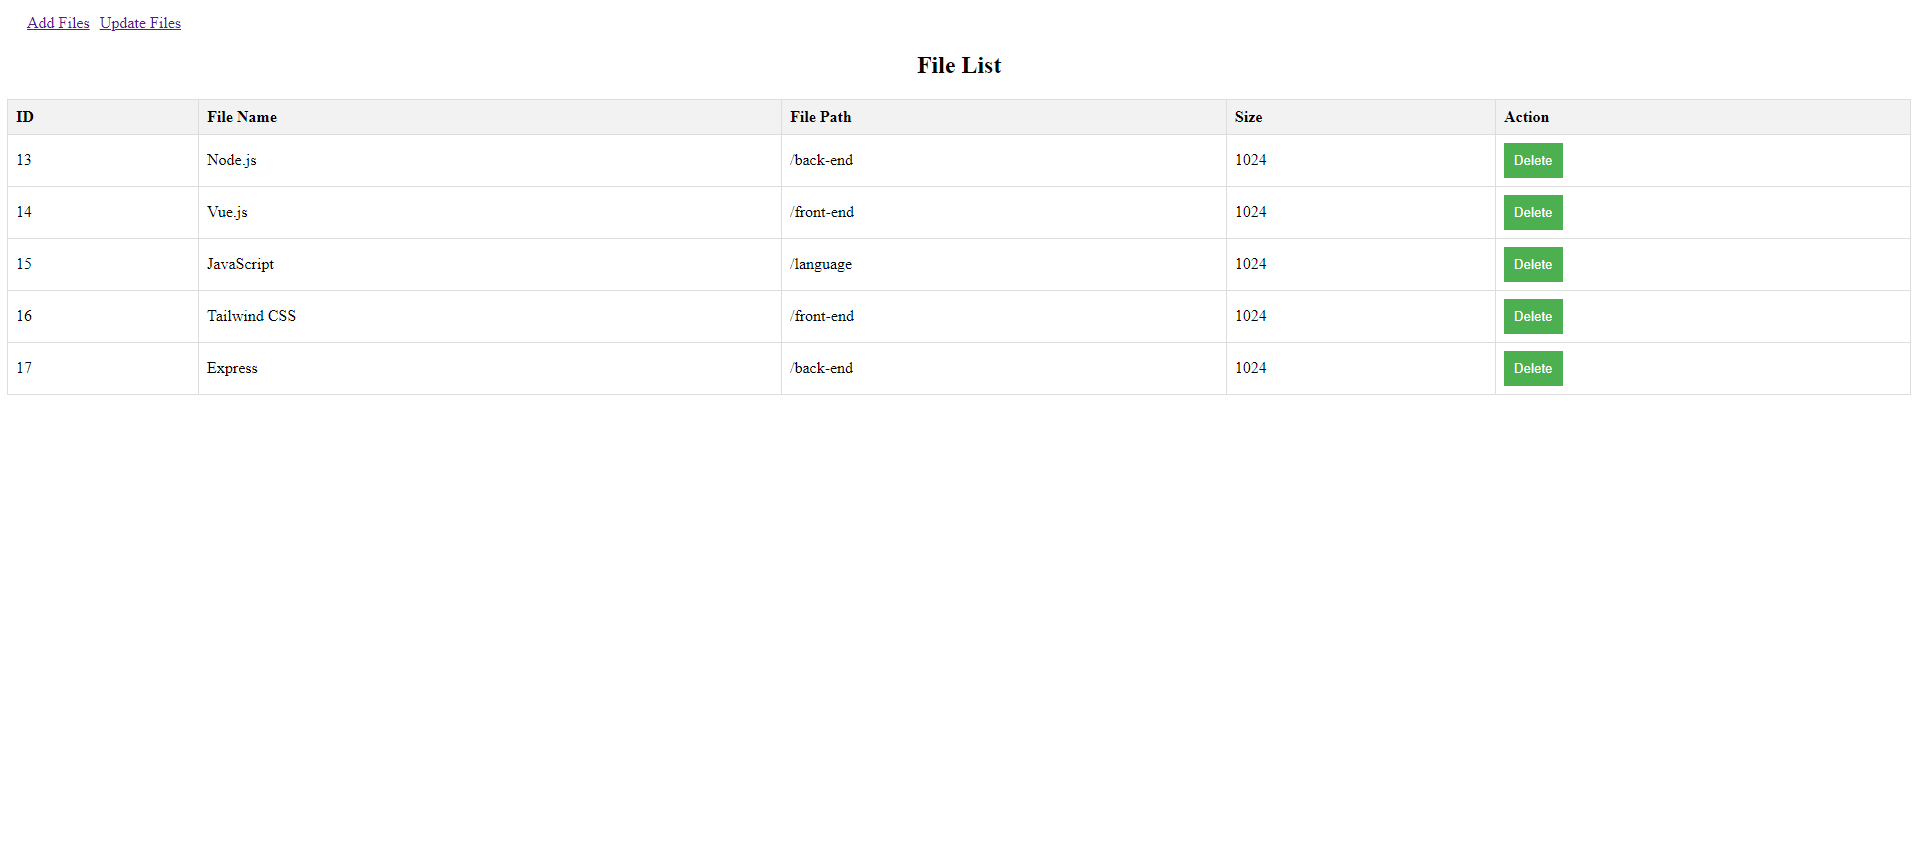 Add Files Update Files
File List
ID File Name File Path Size Action
13 Node.js /back-end 1024 Delete
14 Vue.js /front-end 1024 Delete
15 JavaScript /language 1024 Delete
16 Tailwind CSS /front-end 1024 Delete
17 Express /back-end 1024 Delete